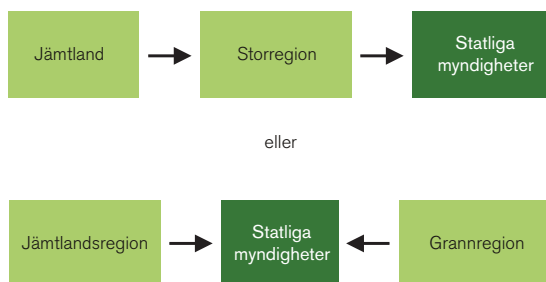 Jämtland
Storregion
Statliga
myndigheter
eller
Jämtlandsregion
Statliga
myndigheter
Grannregion